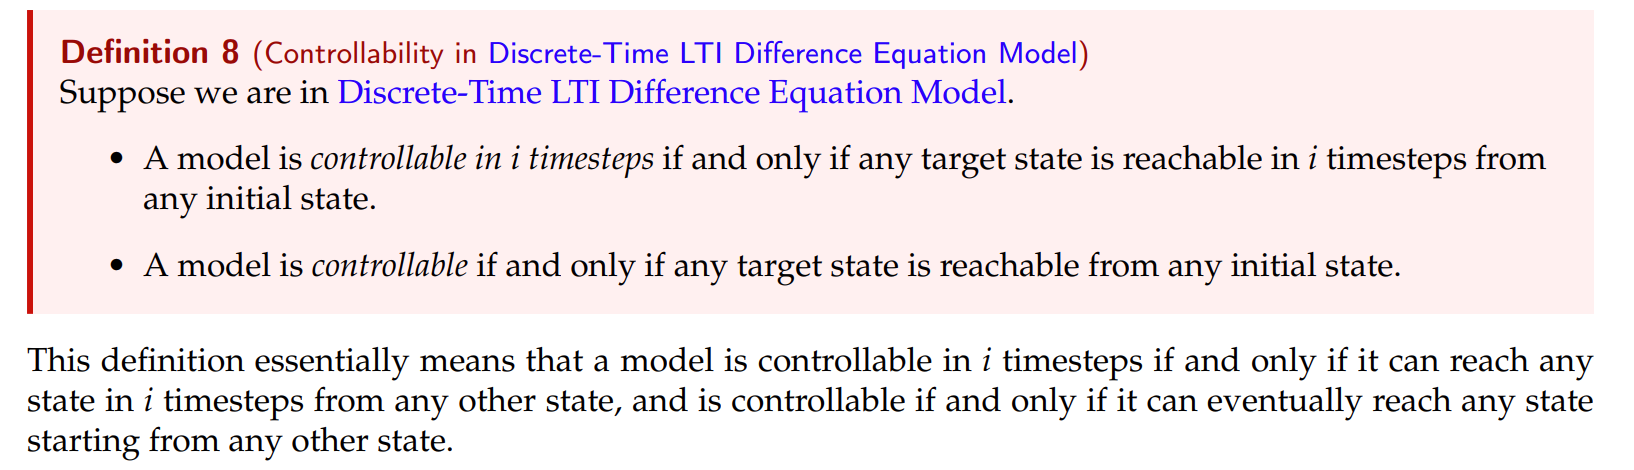 Definition 8 (Controllability in Discrete-Time LTI Difference Equation Model)
Suppose we are in Discrete-Time LTI Difference Equation Model.
• A model is controllable in i timesteps if and only if any target state is reachable in i timesteps from
any initial state.
• A model is controllable if and only if any target state is reachable from any initial state.
This definition essentially means that a model is controllable in i timesteps if and only if it can reach any
state in i timesteps from any other state, and is controllable if and only if it can eventually reach any state
starting from any other state.